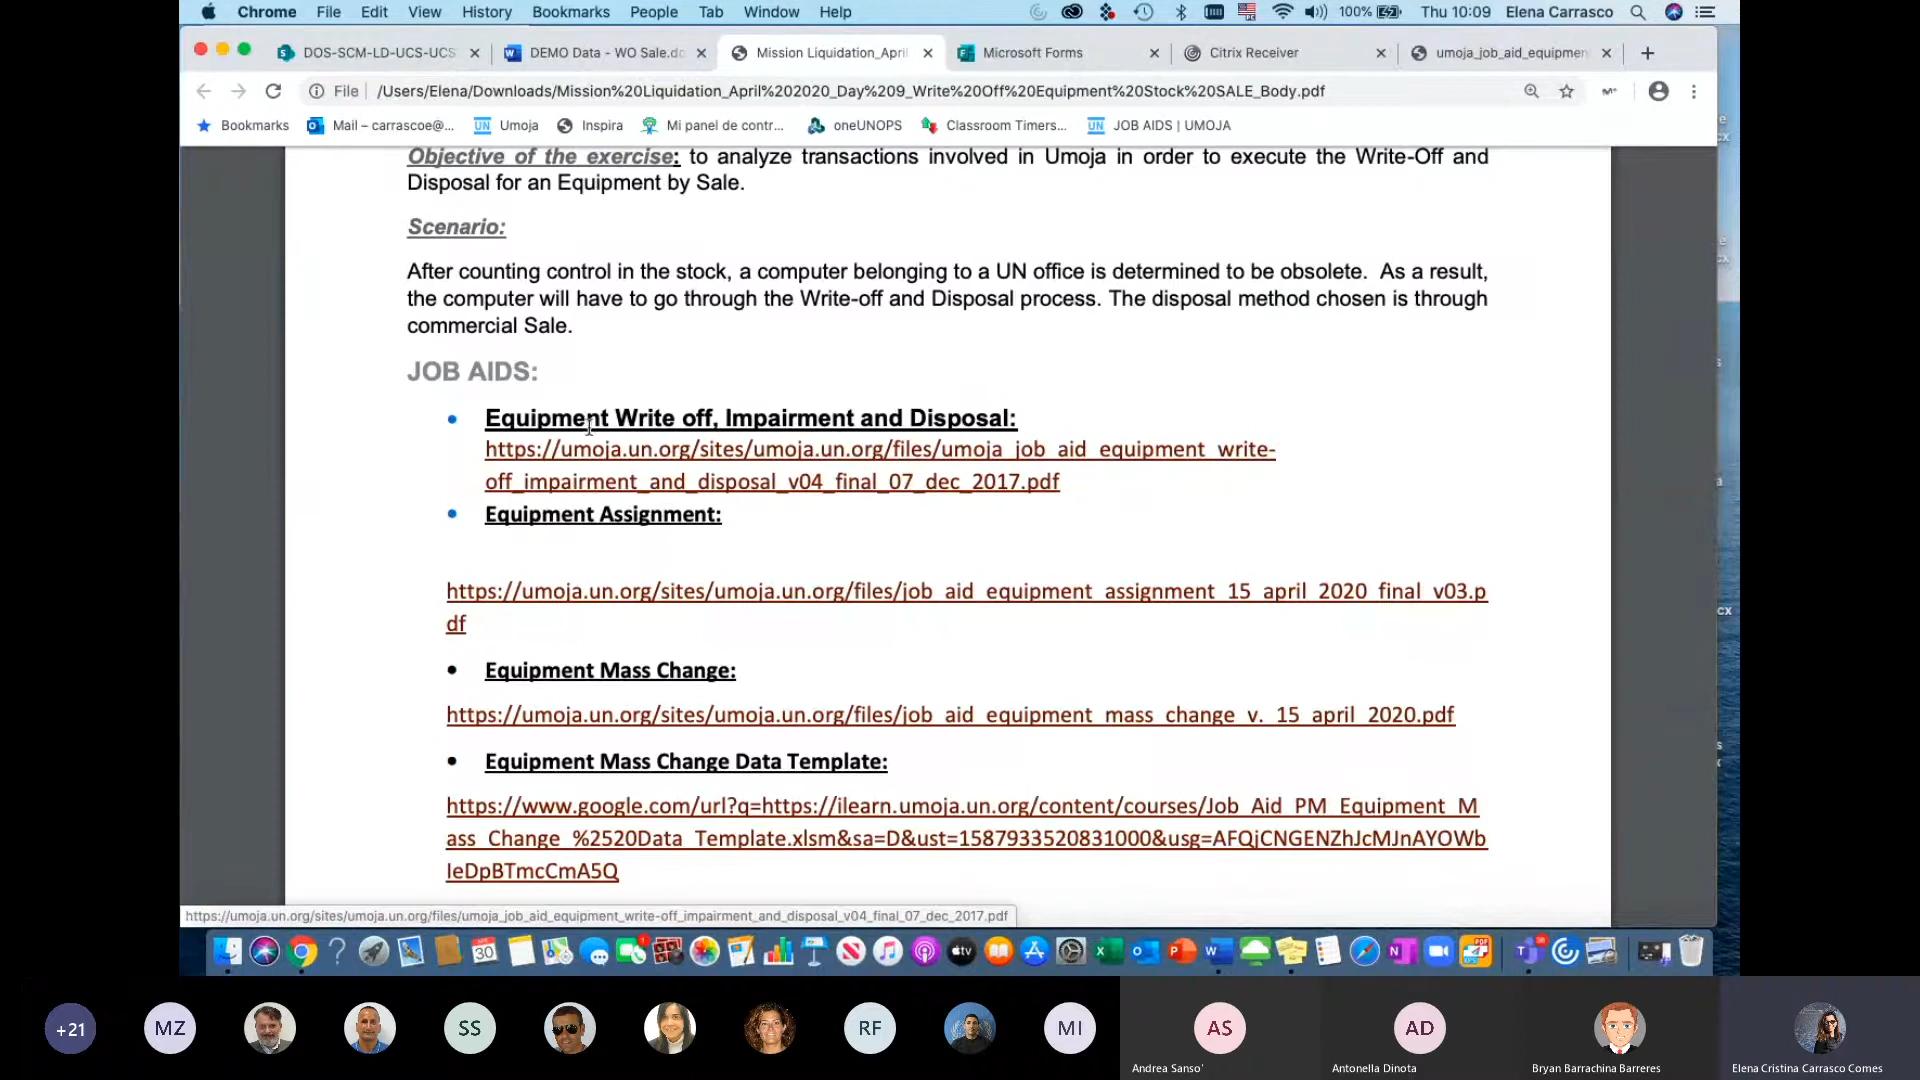 Chrome File Edit View History Bookmarks People Tab Window Help 100% Thu 10:09 Elena Carrasco
DOS-SCM-LD-UCS-UCS DEMO Data - WO Sale.do Mission Liquidation_April Microsoft Forms Citrix Receiver umoja_job_aid_equipmen
File /Users/Elena/Downloads/Mission%20Liquidation_April%202020_Day%209_Write%20Off%20Equipment%20Stock%20SALE_Body.pdf
Bookmarks Mail – carrascoe@... UN Umoja Inspira Mi panel de contr... oneUNOPS Classroom Timers... UN JOB AIDS | UMOJA
Objective of the exercise: to analyze transactions involved in Umoja in order to execute the Write-Off and
Disposal for an Equipment by Sale.
Scenario:
After counting control in the stock, a computer belonging to a UN office is determined to be obsolete. As a result,
the computer will have to go through the Write-off and Disposal process. The disposal method chosen is through
commercial Sale.
JOB AIDS:
• Equipment Write off, Impairment and Disposal:
https://umoja.un.org/sites/umoja.un.org/files/umoja_job_aid_equipment_write-
off_impairment_and_disposal_v04_final_07_dec_2017.pdf
• Equipment Assignment:
https://umoja.un.org/sites/umoja.un.org/files/job_aid_equipment_assignment_15_april_2020_final_v03.p
df
• Equipment Mass Change:
https://umoja.un.org/sites/umoja.un.org/files/job_aid_equipment_mass_change_v._15_april_2020.pdf
• Equipment Mass Change Data Template:
https://www.google.com/url?q=https://ilearn.umoja.un.org/content/courses/Job_Aid_PM_Equipment_M
ass_Change_%2520Data_Template.xlsm&sa=D&ust=1587933520831000&usg=AFQjCNGENZhJcMJnAYOWb
IeDpBTmcCmA5Q
https://umoja.un.org/sites/umoja.un.org/files/umoja_job_aid_equipment_write-off_impairment_and_disposal_v04_final_07_dec_2017.pdf
30 tv
+21 MZ SS RF MI AS AD
Andrea Sanso' Antonella Dinota Bryan Barrachina Barreres Elena Cristina Carrasco Comes